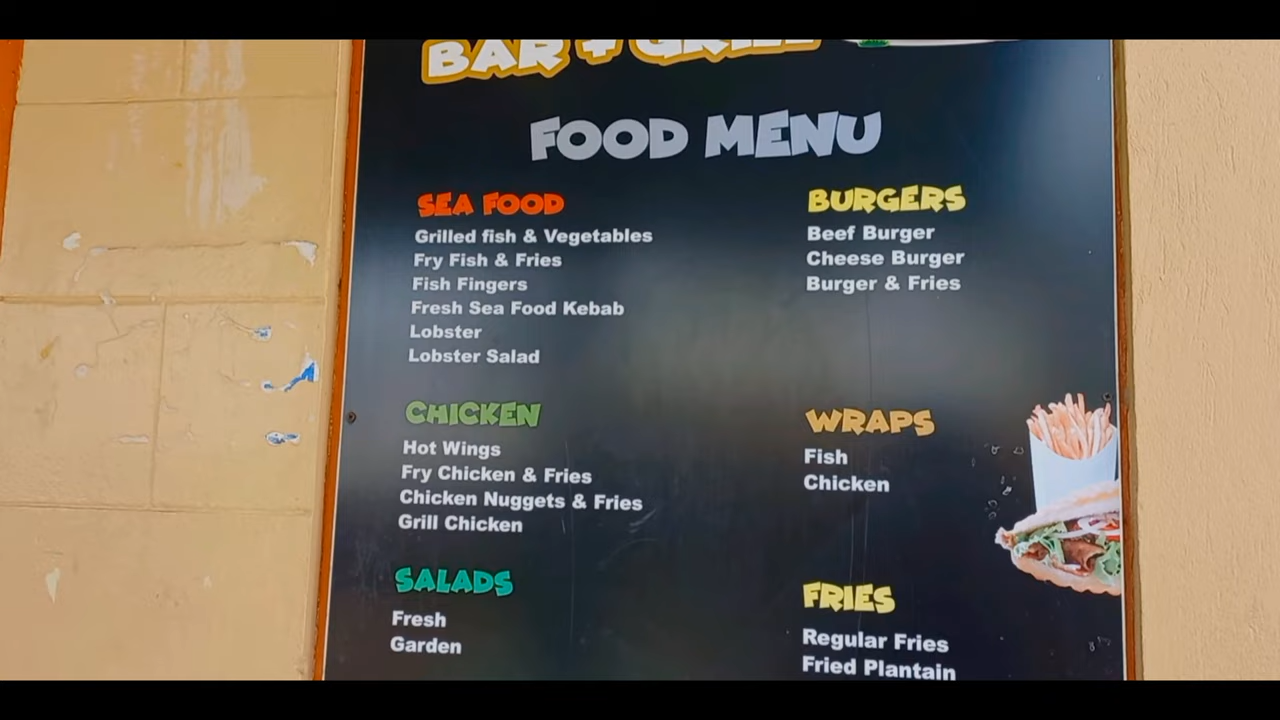 BAR + GRILL
FOOD MENU
SEA FOOD
Grilled fish & Vegetables
Fry Fish & Fries
Fish Fingers
Fresh Sea Food Kebab
Lobster
Lobster Salad
CHICKEN
Hot Wings
Fry Chicken & Fries
Chicken Nuggets & Fries
Grill Chicken
SALADS
Fresh
Garden
BURGERS
Beef Burger
Cheese Burger
Burger & Fries
WRAPS
Fish
Chicken
FRIES
Regular Fries
Fried Plantain